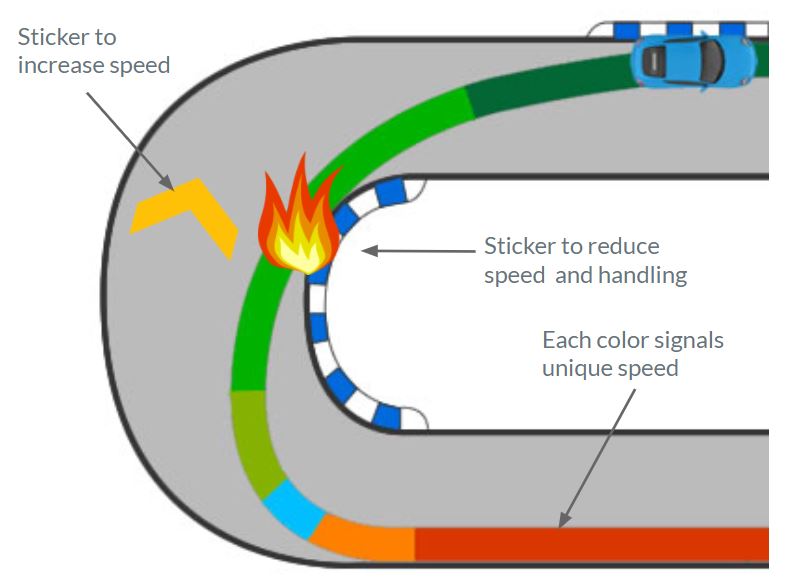 Sticker to
increase speed
Sticker to reduce
speed and handling
Each color signals
unique speed